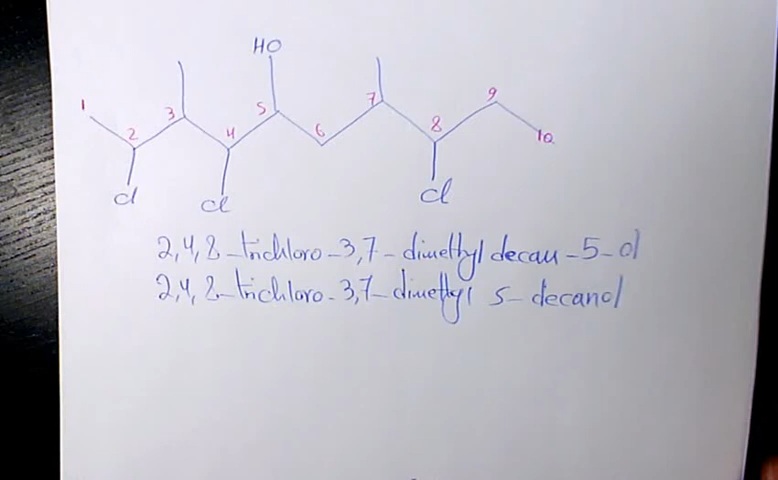 HO
1 2 3 4 5 6 7 8 9 10
Cl Cl Cl
2,4,8-trichloro-3,7-dimethyl decan-5-ol
2,4,8-trichloro-3,7-dimethyl 5-decanol